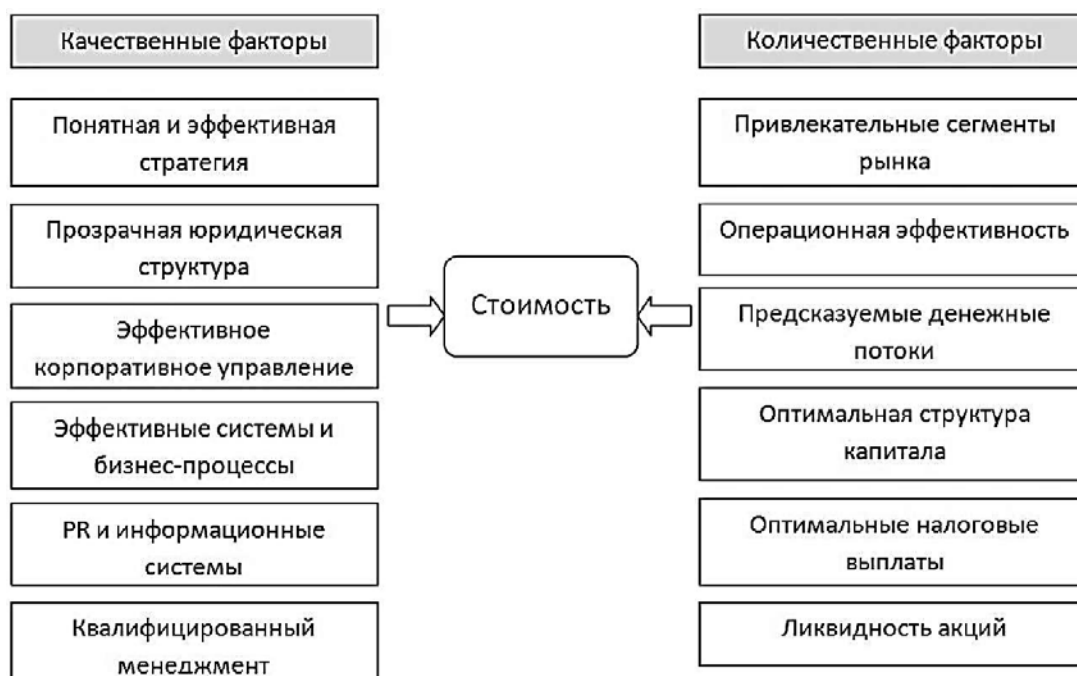 Качественные факторы
Понятная и эффективная
стратегия
Прозрачная юридическая
структура
Эффективное
корпоративное управление
Эффективные системы и
бизнес-процессы
PR и информационные
системы
Квалифицированный
менеджмент
Стоимость
Количественные факторы
Привлекательные сегменты
рынка
Операционная эффективность
Предсказуемые денежные
потоки
Оптимальная структура
капитала
Оптимальные налоговые
выплаты
Ликвидность акций